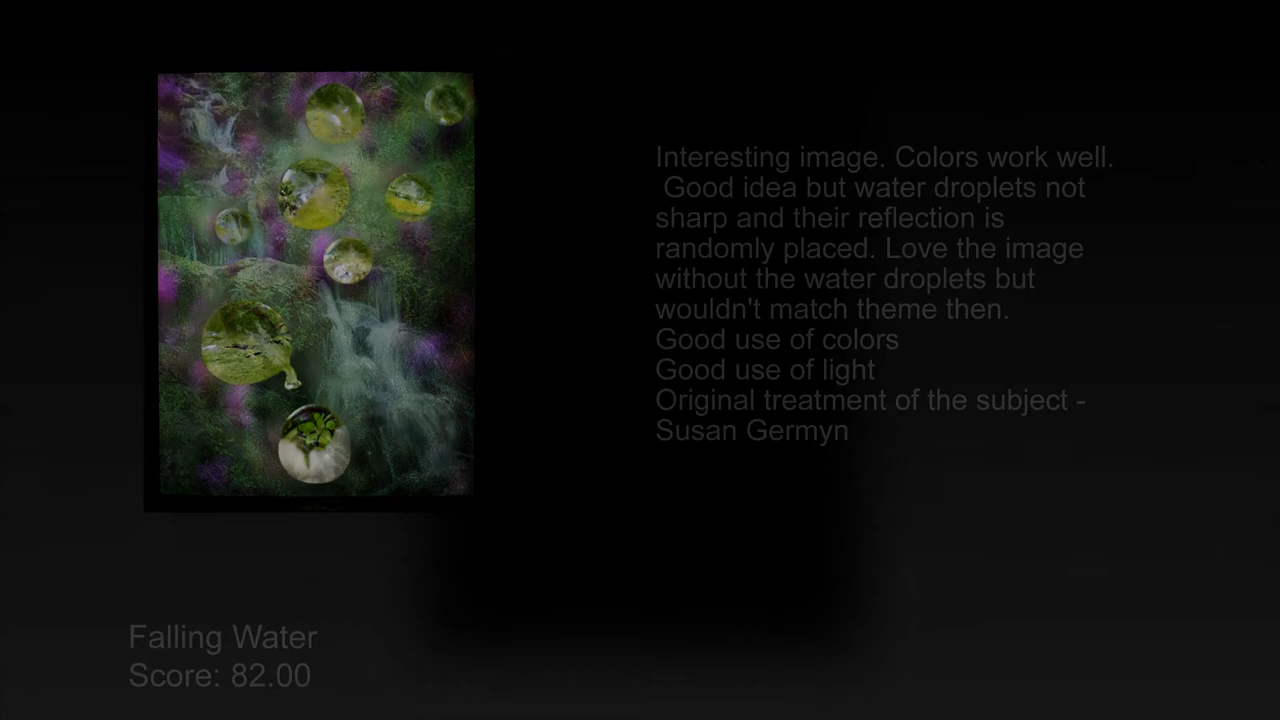 Interesting image. Colors work well.
Good idea but water droplets not
sharp and their reflection is
randomly placed. Love the image
without the water droplets but
wouldn't match theme then.
Good use of colors
Good use of light
Original treatment of the subject -
Susan Germyn
Falling Water
Score: 82.00